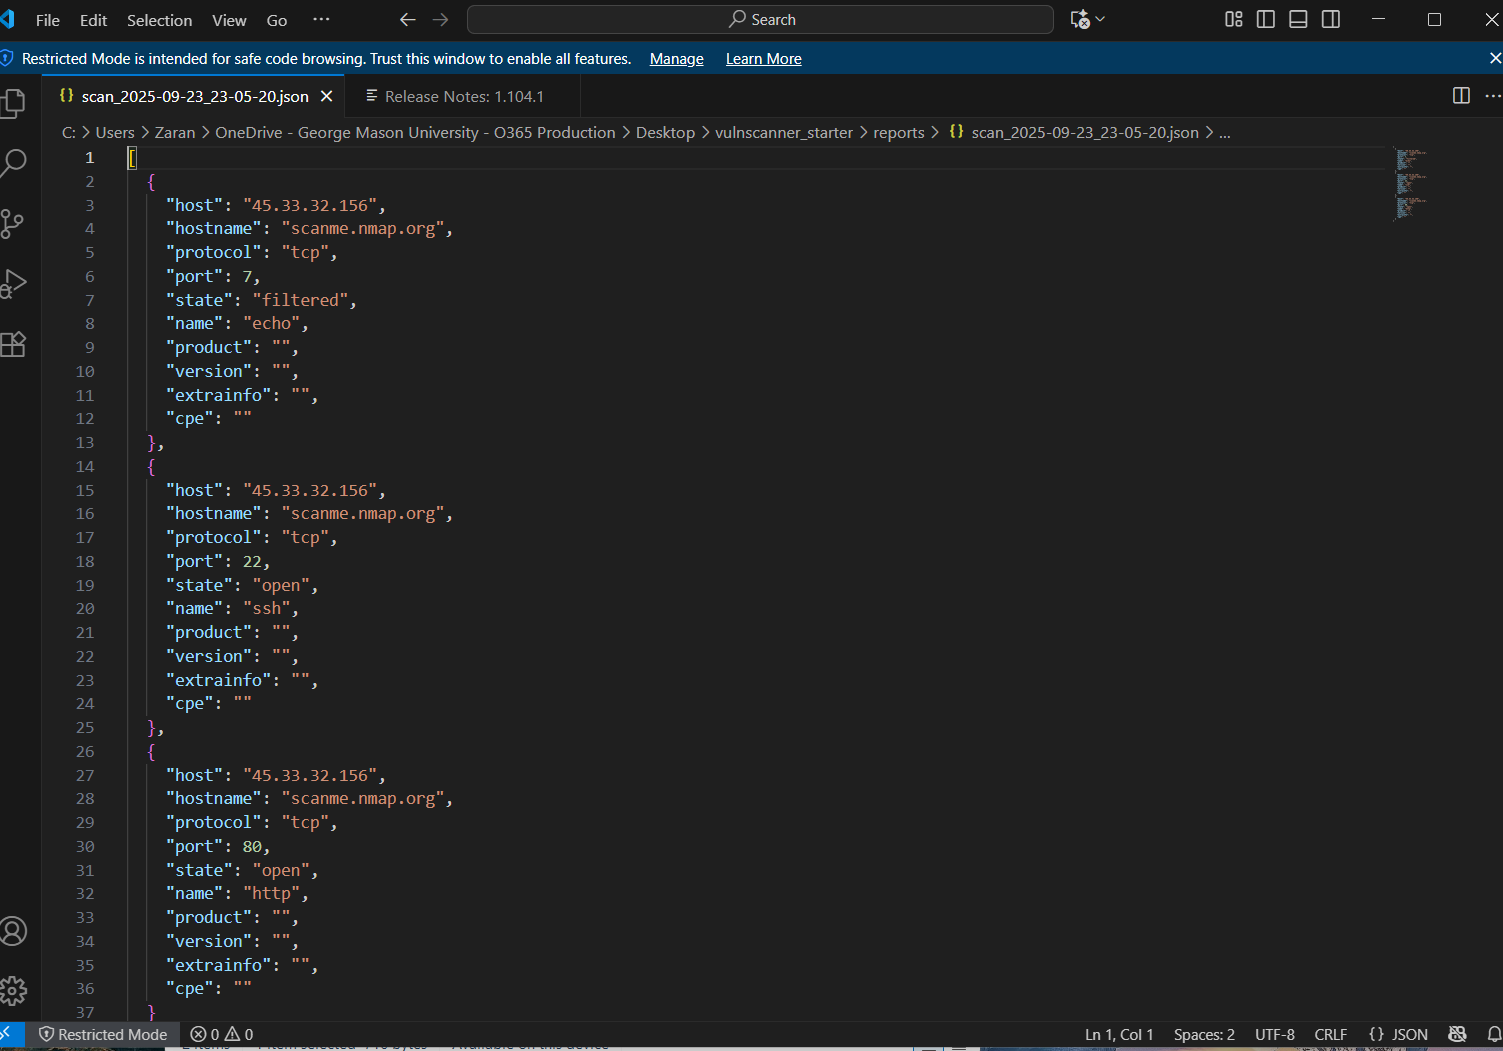 File Edit Selection View Go ··· Search
Restricted Mode is intended for safe code browsing. Trust this window to enable all features. Manage Learn More
{} scan_2025-09-23_23-05-20.json Release Notes: 1.104.1
C: > Users > Zaran > OneDrive - George Mason University - O365 Production > Desktop > vulnscanner_starter > reports > {} scan_2025-09-23_23-05-20.json > ...
1 [
2 {
3 "host": "45.33.32.156",
4 "hostname": "scanme.nmap.org",
5 "protocol": "tcp",
6 "port": 7,
7 "state": "filtered",
8 "name": "echo",
9 "product": "",
10 "version": "",
11 "extrainfo": "",
12 "cpe": ""
13 },
14 {
15 "host": "45.33.32.156",
16 "hostname": "scanme.nmap.org",
17 "protocol": "tcp",
18 "port": 22,
19 "state": "open",
20 "name": "ssh",
21 "product": "",
22 "version": "",
23 "extrainfo": "",
24 "cpe": ""
25 },
26 {
27 "host": "45.33.32.156",
28 "hostname": "scanme.nmap.org",
29 "protocol": "tcp",
30 "port": 80,
31 "state": "open",
32 "name": "http",
33 "product": "",
34 "version": "",
35 "extrainfo": "",
36 "cpe": ""
37 }
Restricted Mode 0 0 Ln 1, Col 1 Spaces: 2 UTF-8 CRLF {} JSON